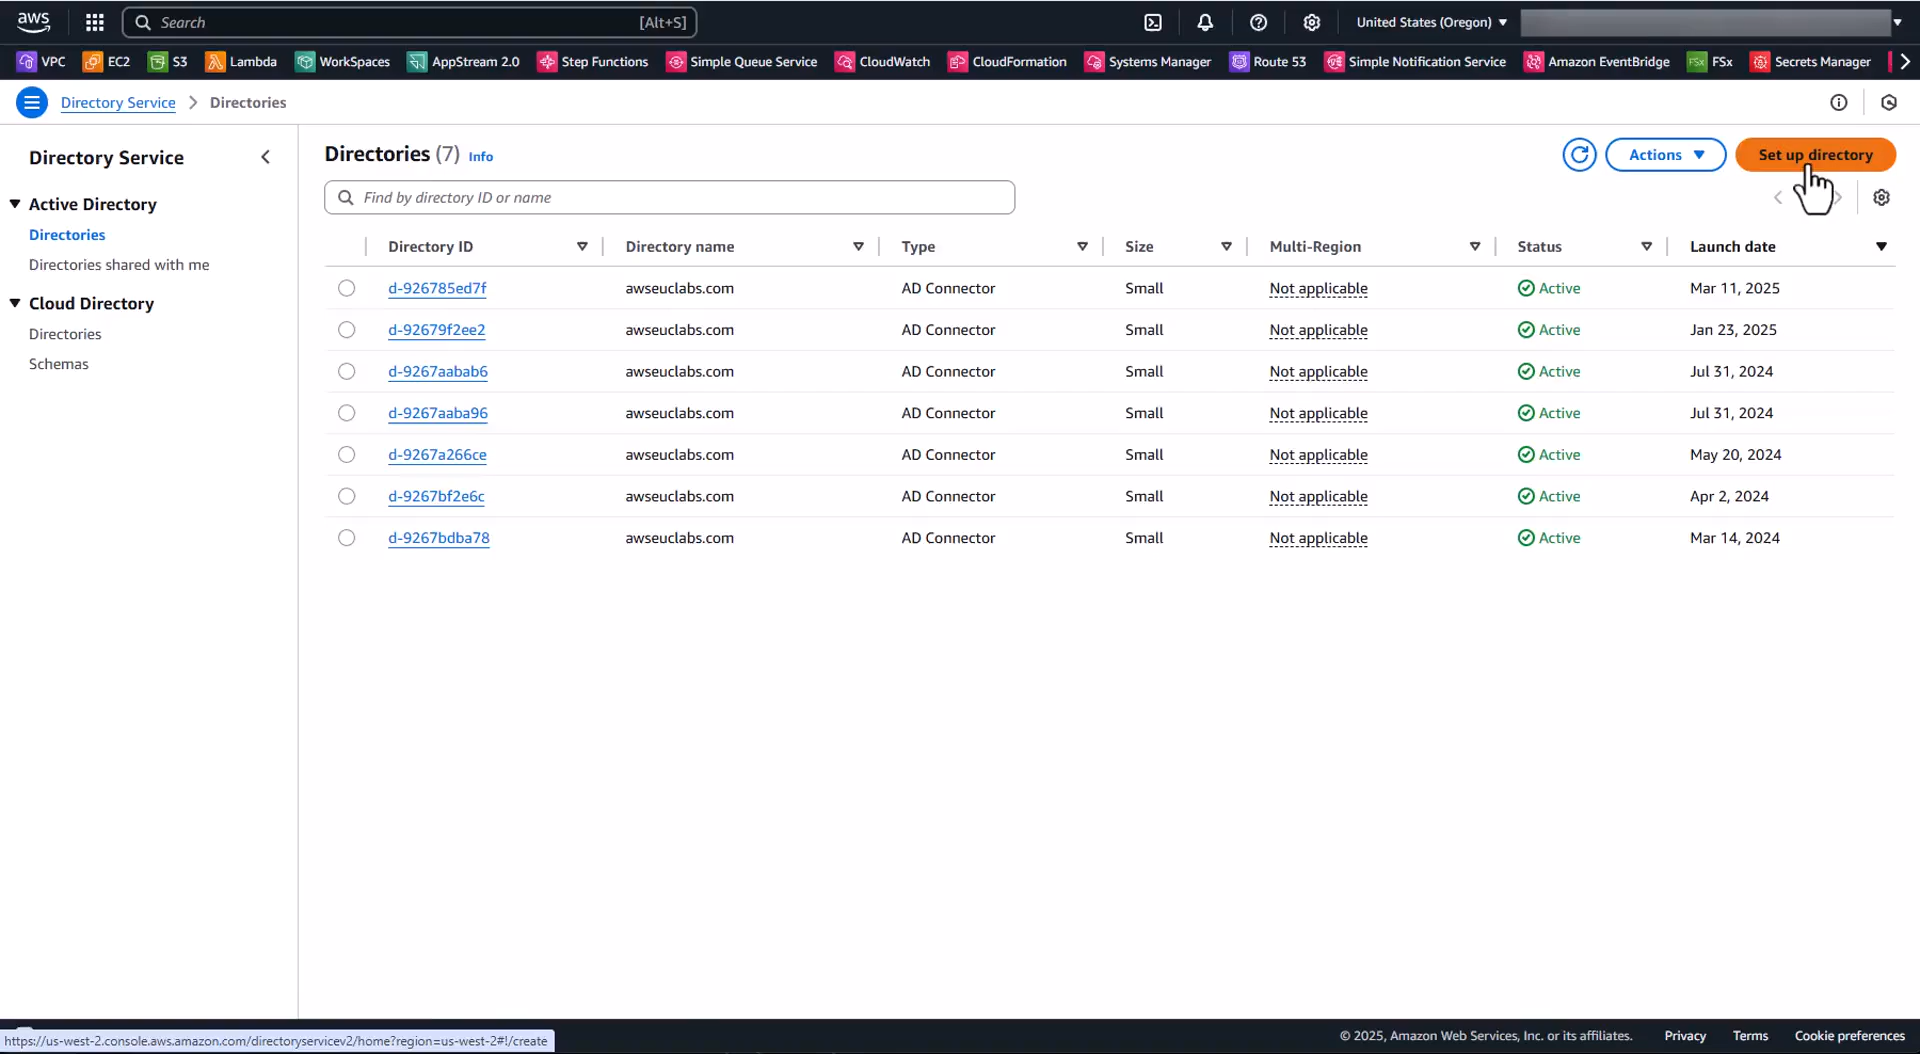 aws Search [Alt+S] United States (Oregon)
VPC EC2 S3 Lambda WorkSpaces AppStream 2.0 Step Functions Simple Queue Service CloudWatch CloudFormation Systems Manager Route 53 Simple Notification Service Amazon EventBridge FSx FSx Secrets Manager
Directory Service Directories
Directory Service
Active Directory
Directories
Directories shared with me
Cloud Directory
Directories
Schemas
Directories (7) Info Actions Set up directory
Find by directory ID or name
Directory ID Directory name Type Size Multi-Region Status Launch date
d-926785ed7f awseuclabs.com AD Connector Small Not applicable Active Mar 11, 2025
d-92679f2ee2 awseuclabs.com AD Connector Small Not applicable Active Jan 23, 2025
d-9267aabab6 awseuclabs.com AD Connector Small Not applicable Active Jul 31, 2024
d-9267aaba96 awseuclabs.com AD Connector Small Not applicable Active Jul 31, 2024
d-9267a266ce awseuclabs.com AD Connector Small Not applicable Active May 20, 2024
d-9267bf2e6c awseuclabs.com AD Connector Small Not applicable Active Apr 2, 2024
d-9267bdba78 awseuclabs.com AD Connector Small Not applicable Active Mar 14, 2024
https://us-west-2.console.aws.amazon.com/directoryservicev2/home?region=us-west-2#!/create
© 2025, Amazon Web Services, Inc. or its affiliates. Privacy Terms Cookie preferences